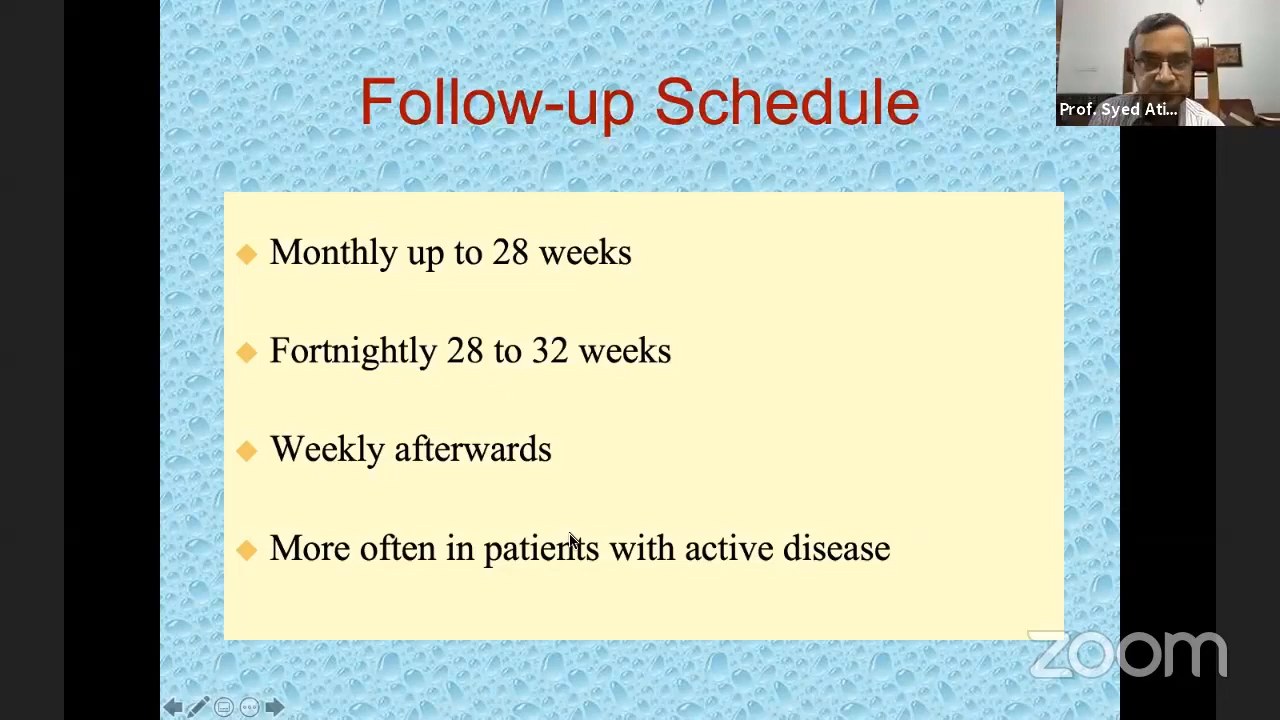 Follow-up Schedule
Prof. Syed Ati...
Monthly up to 28 weeks
Fortnightly 28 to 32 weeks
Weekly afterwards
More often in patients with active disease
zoom